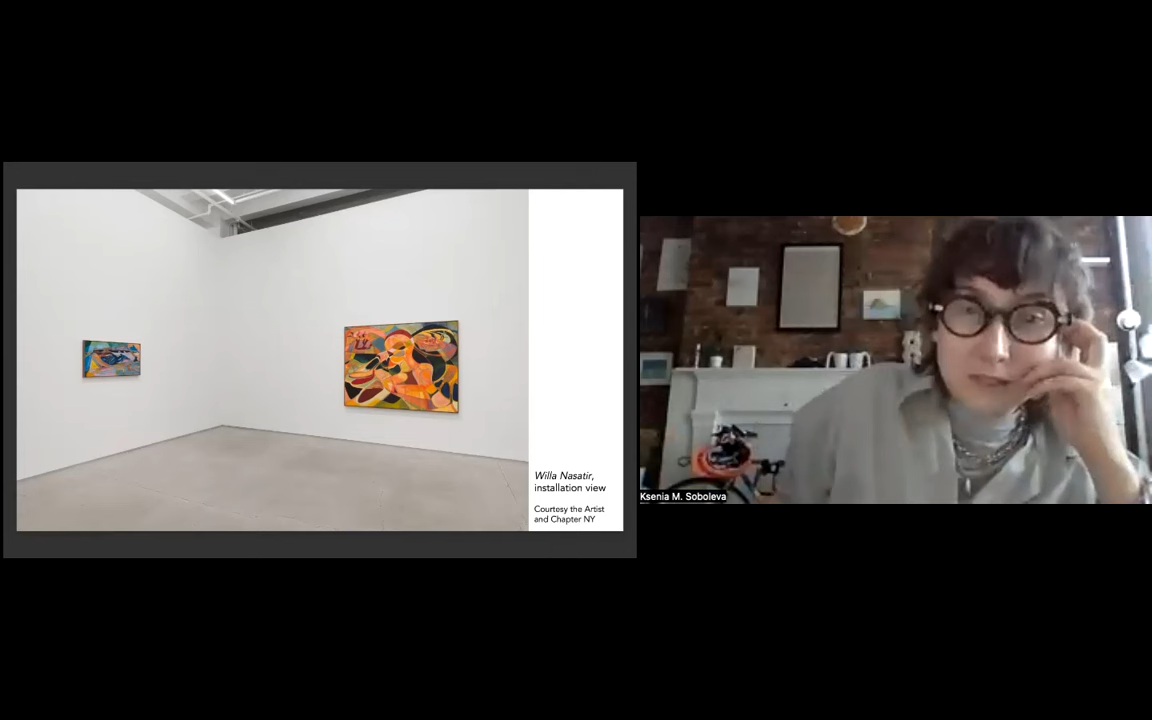 Willa Nasatir,
installation view
Courtesy the Artist
and Chapter NY
Ksenia M. Soboleva